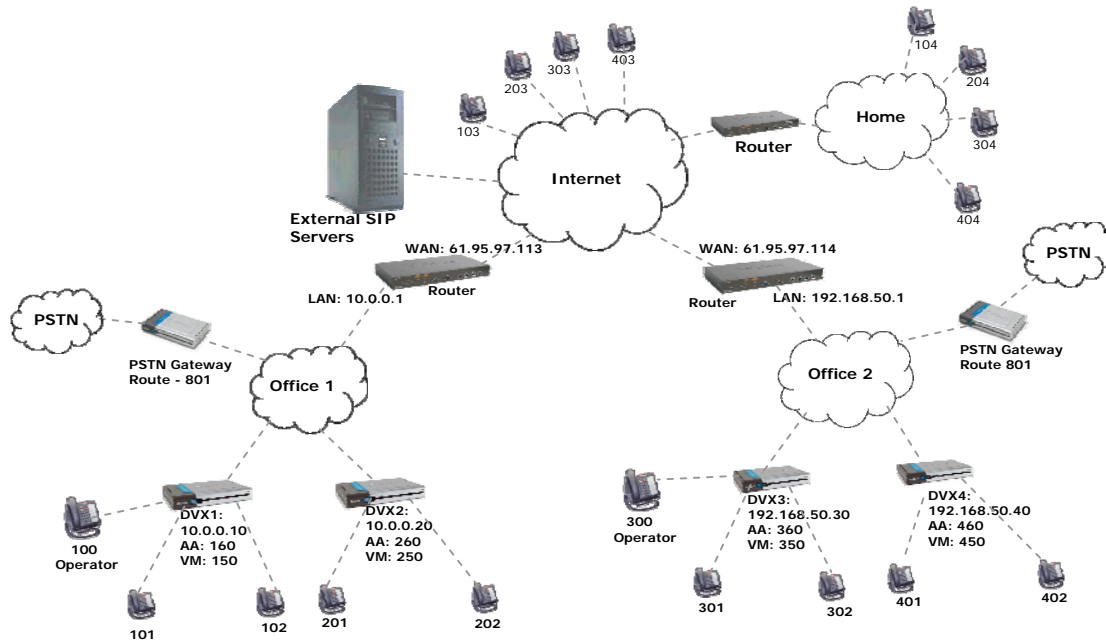 104
403
303
203
204
103
Home
Router
304
Internet
404
External SIP
Servers
WAN: 61.95.97.113
WAN: 61.95.97.114
PSTN
Router
Router
LAN: 10.0.0.1
LAN: 192.168.50.1
PSTN
PSTN Gateway
Route - 801
PSTN Gateway
Route 801
Office 1
Office 2
DVX1:
10.0.0.10
AA: 160
VM: 150
DVX2:
10.0.0.20
AA: 260
VM: 250
DVX3:
192.168.50.30
AA: 360
VM: 350
DVX4:
192.168.50.40
AA: 460
VM: 450
100
Operator
300
Operator
101
102
201
202
301
302
401
402